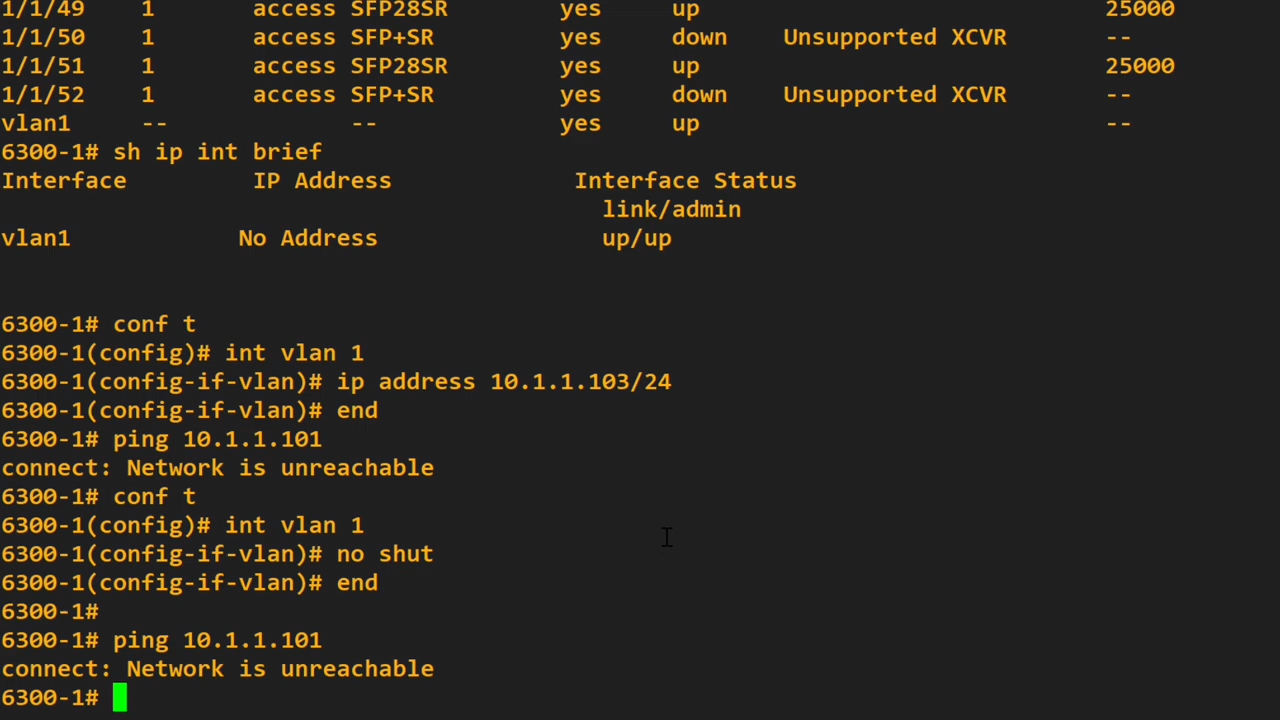 1/1/49    1       access SFP28SR        yes     up                             25000
1/1/50    1       access SFP+SR         yes     down    Unsupported XCVR       --
1/1/51    1       access SFP28SR        yes     up                             25000
1/1/52    1       access SFP+SR         yes     down    Unsupported XCVR       --
vlan1     --             --             yes     up                             --
6300-1# sh ip int brief
Interface         IP Address             Interface Status
                                           link/admin
vlan1            No Address                up/up
6300-1# conf t
6300-1(config)# int vlan 1
6300-1(config-if-vlan)# ip address 10.1.1.103/24
6300-1(config-if-vlan)# end
6300-1# ping 10.1.1.101
connect: Network is unreachable
6300-1# conf t
6300-1(config)# int vlan 1
6300-1(config-if-vlan)# no shut
6300-1(config-if-vlan)# end
6300-1#
6300-1# ping 10.1.1.101
connect: Network is unreachable
6300-1#